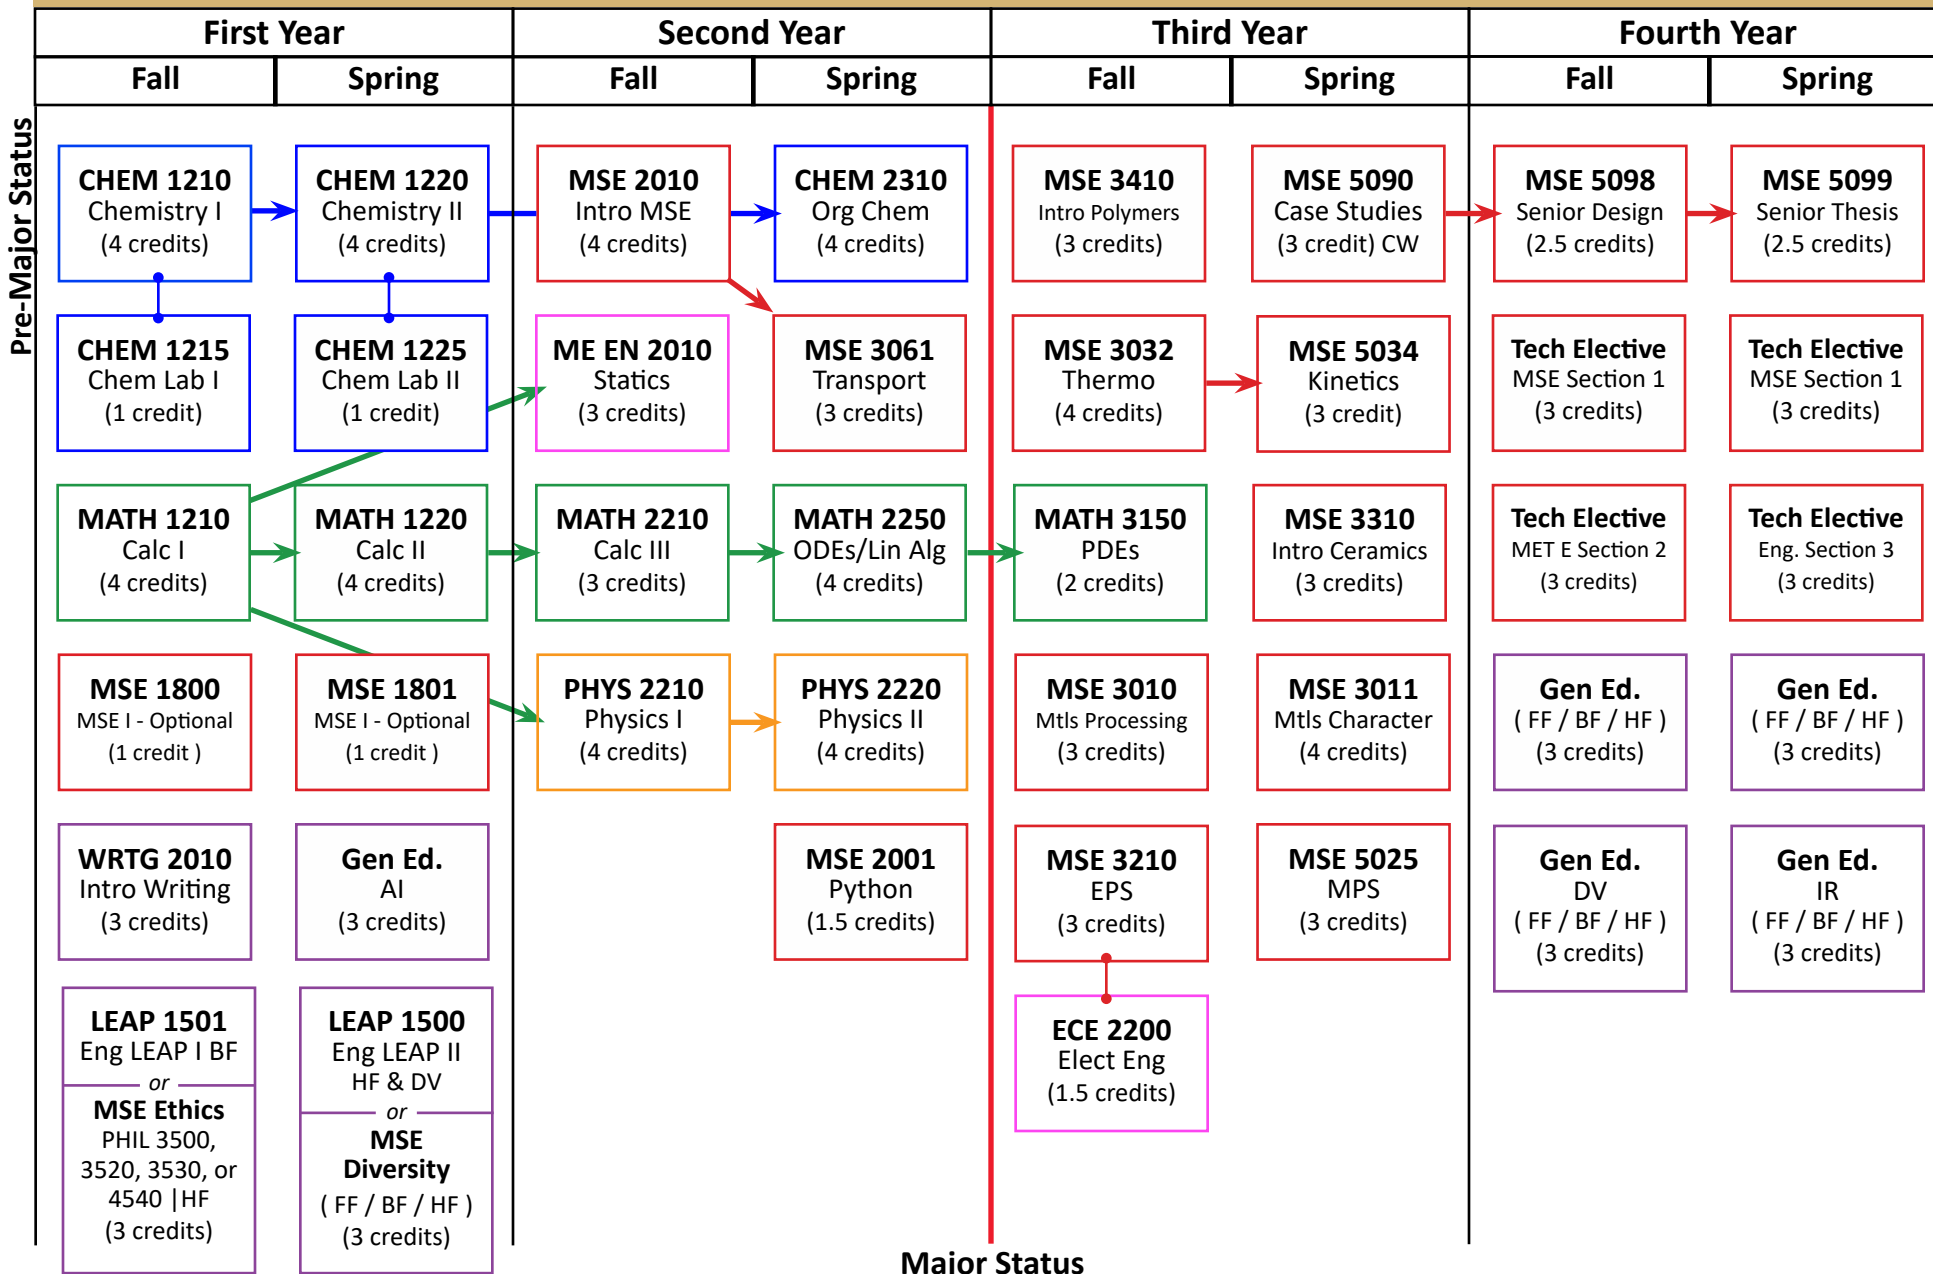 First Year
Second Year
Third Year
Fourth Year
Fall
Spring
Fall
Spring
Fall
Spring
Fall
Spring
Pre-Major Status
CHEM 1210
Chemistry I
(4 credits)
CHEM 1220
Chemistry II
(4 credits)
MSE 2010
Intro MSE
(4 credits)
CHEM 2310
Org Chem
(4 credits)
MSE 3410
Intro Polymers
(3 credits)
MSE 5090
Case Studies
(3 credit) CW
MSE 5098
Senior Design
(2.5 credits)
MSE 5099
Senior Thesis
(2.5 credits)
CHEM 1215
Chem Lab I
(1 credit)
CHEM 1225
Chem Lab II
(1 credit)
ME EN 2010
Statics
(3 credits)
MSE 3061
Transport
(3 credits)
MSE 3032
Thermo
(4 credits)
MSE 5034
Kinetics
(3 credit)
Tech Elective
MSE Section 1
(3 credits)
Tech Elective
MSE Section 1
(3 credits)
MATH 1210
Calc I
(4 credits)
MATH 1220
Calc II
(4 credits)
MATH 2210
Calc III
(3 credits)
MATH 2250
ODEs/Lin Alg
(4 credits)
MATH 3150
PDEs
(2 credits)
MSE 3310
Intro Ceramics
(3 credits)
Tech Elective
MET E Section 2
(3 credits)
Tech Elective
Eng. Section 3
(3 credits)
MSE 1800
MSE I - Optional
(1 credit )
MSE 1801
MSE I - Optional
(1 credit )
PHYS 2210
Physics I
(4 credits)
PHYS 2220
Physics II
(4 credits)
MSE 3010
Mtls Processing
(3 credits)
MSE 3011
Mtls Character
(4 credits)
Gen Ed.
( FF / BF / HF )
(3 credits)
Gen Ed.
( FF / BF / HF )
(3 credits)
WRTG 2010
Intro Writing
(3 credits)
Gen Ed.
AI
(3 credits)
MSE 2001
Python
(1.5 credits)
MSE 3210
EPS
(3 credits)
MSE 5025
MPS
(3 credits)
Gen Ed.
DV
( FF / BF / HF )
(3 credits)
Gen Ed.
IR
( FF / BF / HF )
(3 credits)
LEAP 1501
Eng LEAP I BF
or
MSE Ethics
PHIL 3500,
3520, 3530, or
4540 |HF
(3 credits)
LEAP 1500
Eng LEAP II
HF & DV
or
MSE
Diversity
( FF / BF / HF )
(3 credits)
ECE 2200
Elect Eng
(1.5 credits)
Major Status